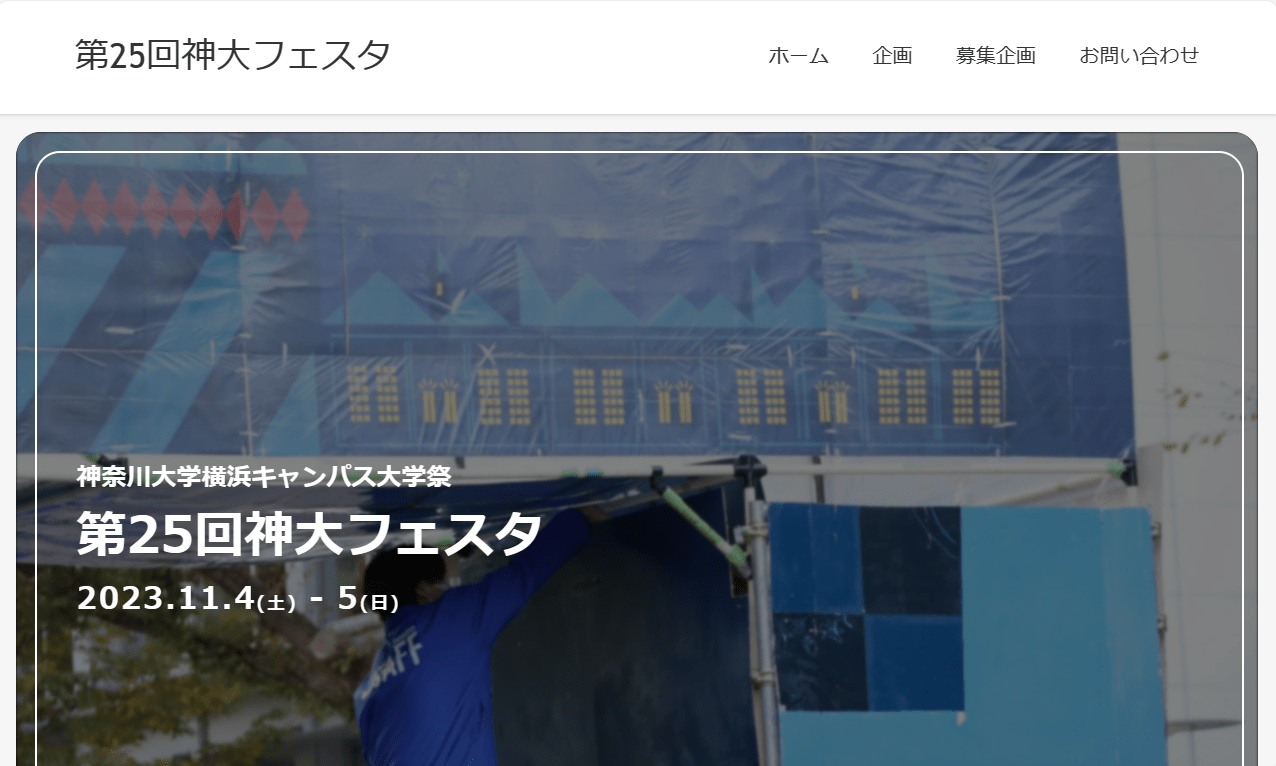 第25回神大フェスタ
ホーム 企画 募集企画 お問い合わせ
神奈川大学横浜キャンパス大学祭
第25回神大フェスタ
2023.11.4(土) - 5(日)
STAFF